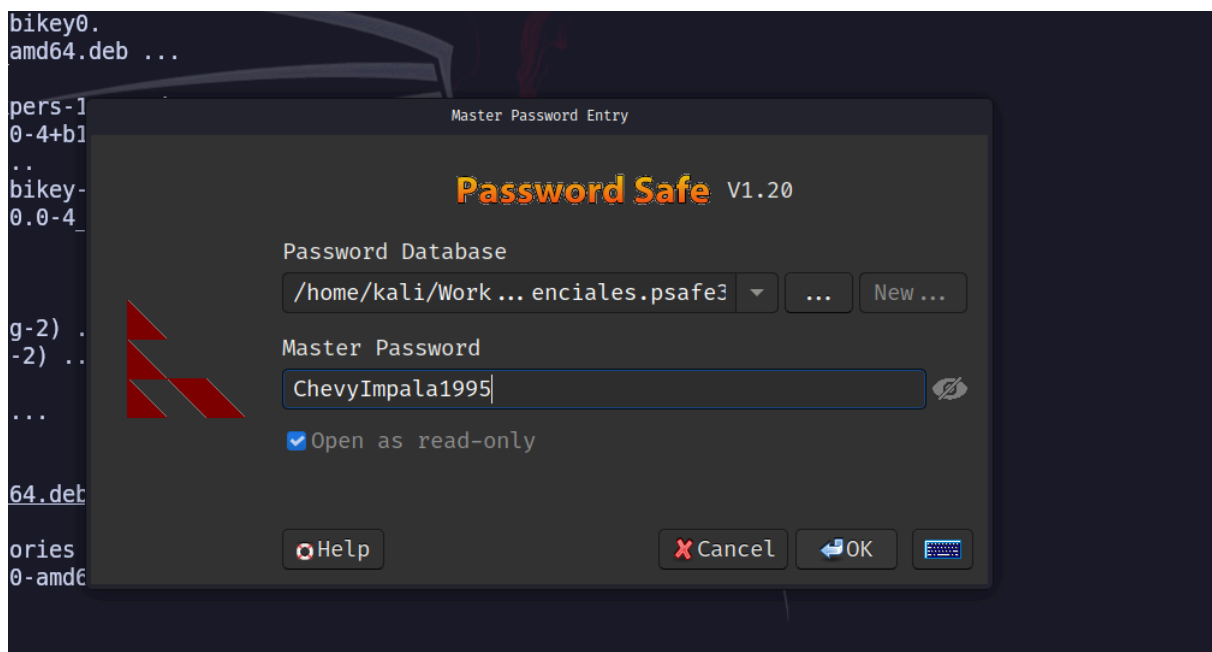 bikey0.
amd64.deb ...
pers-1
Master Password Entry
0-4+b1
..
bikey-
Password Safe V1.20
0.0-4_
Password Database
/home/kali/Work...enciales.psafe3
...
New...
g-2) .
Master Password
-2) ..
ChevyImpala1995
...
Open as read-only
64.deb
ories
Help
Cancel
OK
0-amd6